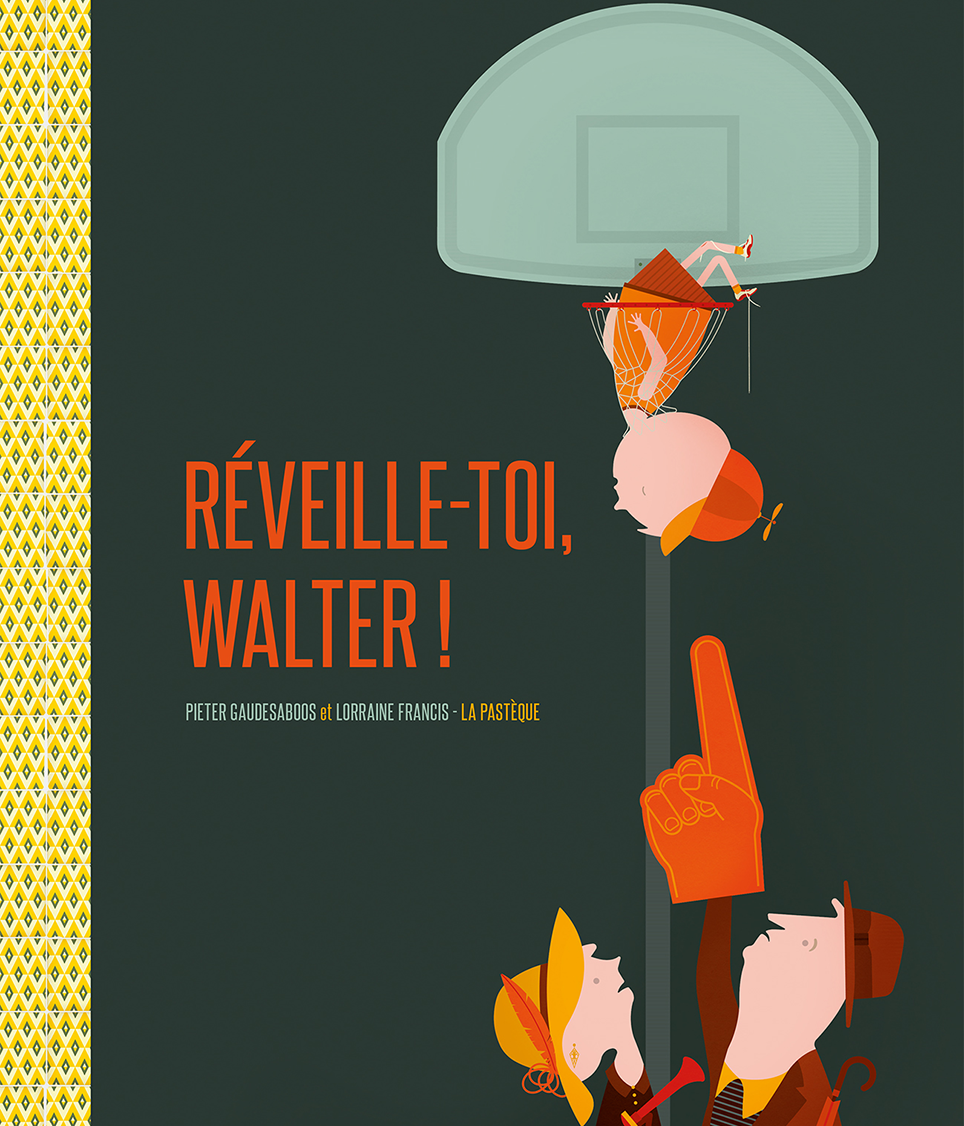 RÉVEILLE-TOI,
WALTER !
PIETER GAUDESABOOS et LORRAINE FRANCIS - LA PASTÈQUE